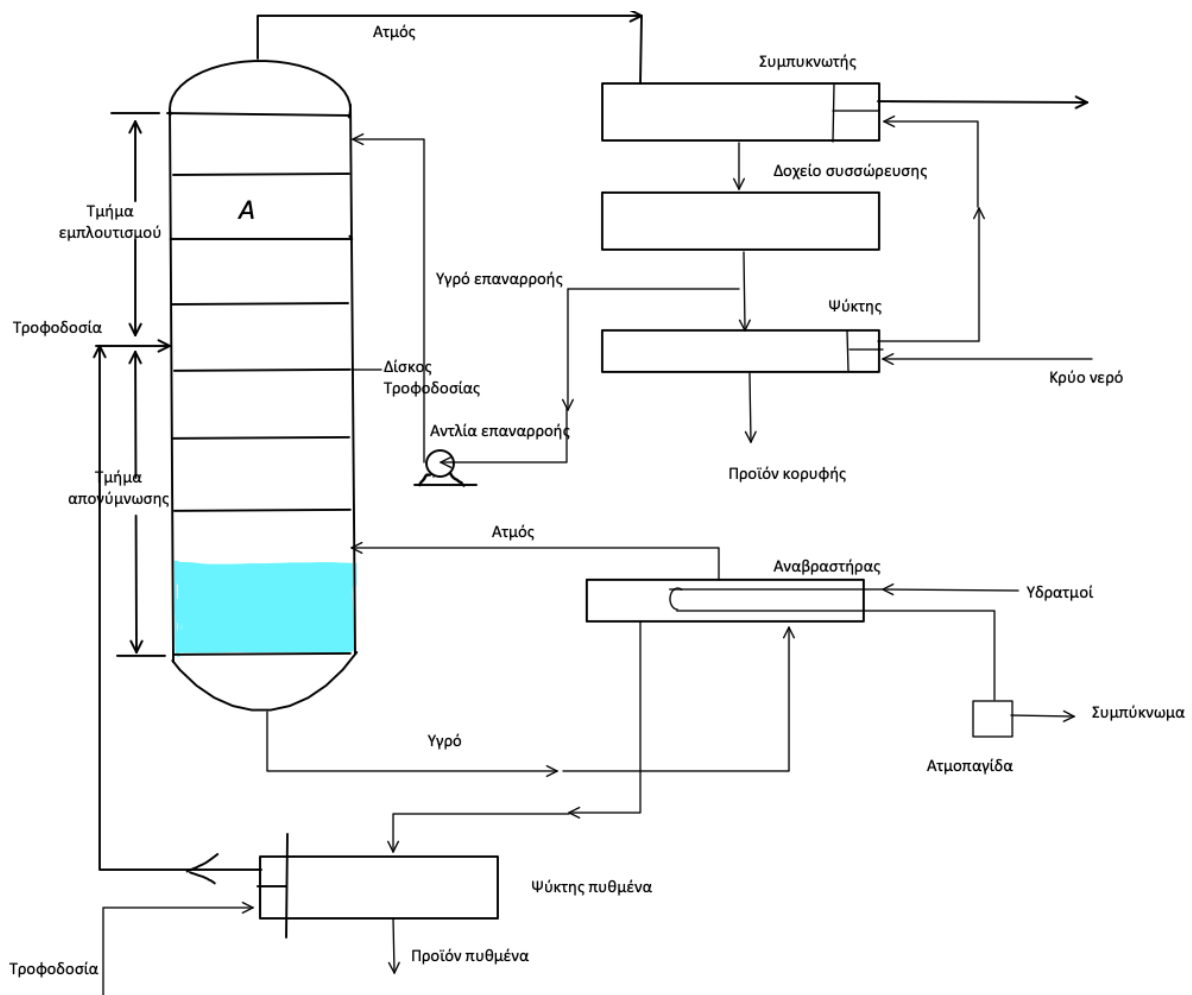 Ατμός
Συμπυκνωτής
Δοχείο συσσώρευσης
Τμήμα
εμπλουτισμού
A
Υγρό επαναρροής
Ψύκτης
Τροφοδοσία
Δίσκος
Τροφοδοσίας
Κρύο νερό
Αντλία επαναρροής
Προϊόν κορυφής
Τμήμα
απογύμνωσης
Ατμός
Αναβραστήρας
Υδρατμοί
Συμπύκνωμα
Υγρό
Ατμοπαγίδα
Ψύκτης πυθμένα
Προϊόν πυθμένα
Τροφοδοσία